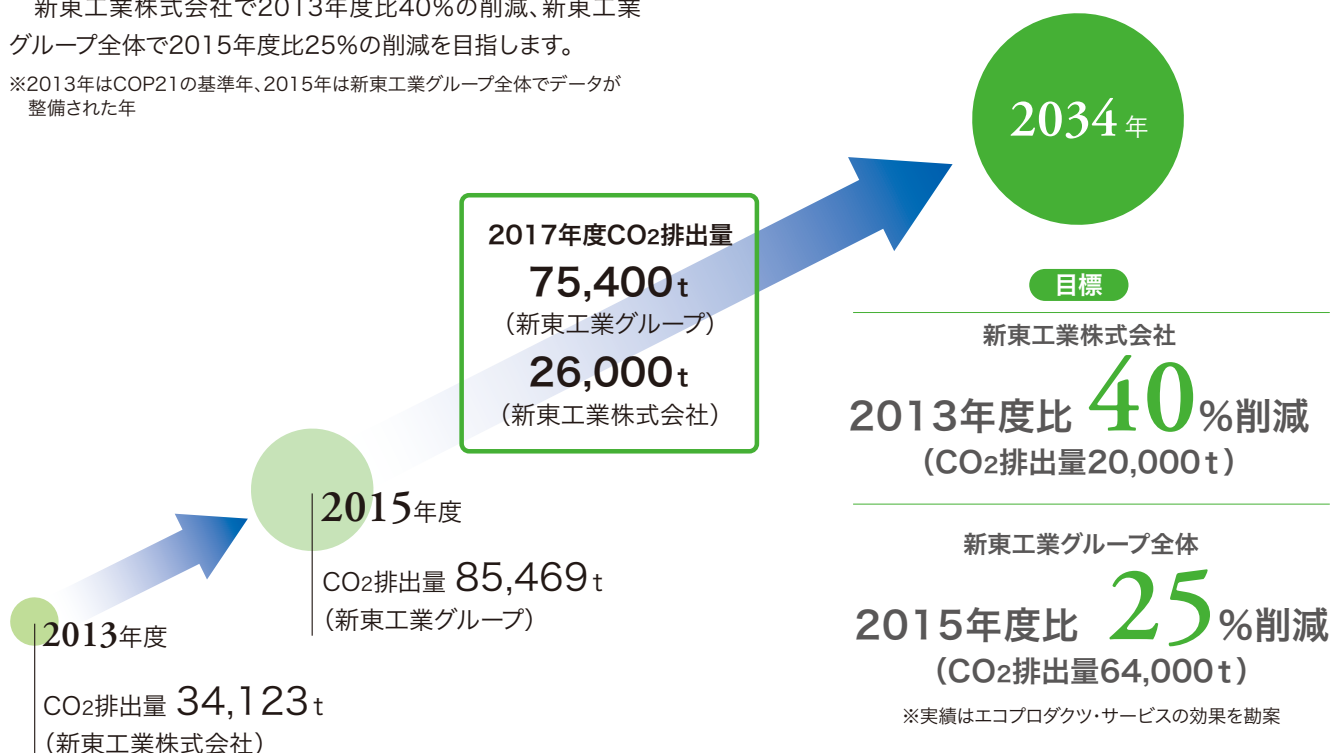 新東工業株式会社で2013年度比40%の削減、新東工業
グループ全体で2015年度比25%の削減を目指します。
※2013年はCOP21の基準年、2015年は新東工業グループ全体でデータが
整備された年
2034年
2017年度CO2排出量
75,400t
（新東工業グループ）
26,000t
（新東工業株式会社）
2015年度
CO2排出量 85,469t
（新東工業グループ）
2013年度
CO2排出量 34,123t
（新東工業株式会社）
目標
新東工業株式会社
2013年度比 40%削減
（CO2排出量20,000t）
新東工業グループ全体
2015年度比 25%削減
（CO2排出量64,000t）
※実績はエコプロダクツ・サービスの効果を勘案